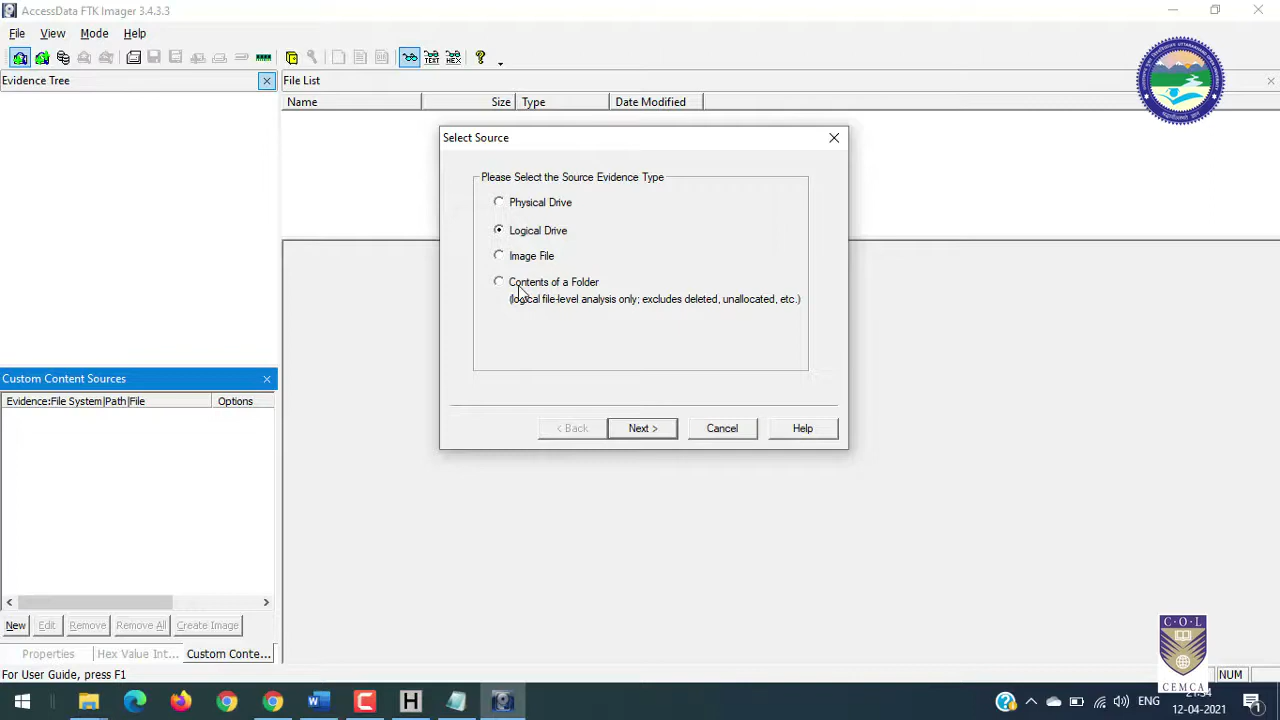 AccessData FTK Imager 3.4.3.3
File View Mode Help
Evidence Tree
File List
Name Size Type Date Modified
Select Source
Please Select the Source Evidence Type
Physical Drive
Logical Drive
Image File
Contents of a Folder
(logical file-level analysis only; excludes deleted, unallocated, etc.)
< Back Next > Cancel Help
Custom Content Sources
Evidence:File System|Path|File Options
New Edit Remove Remove All Create Image
Properties Hex Value Int... Custom Conte...
For User Guide, press F1
NUM
C·O·L
CEMCA
ENG
12-04-2021